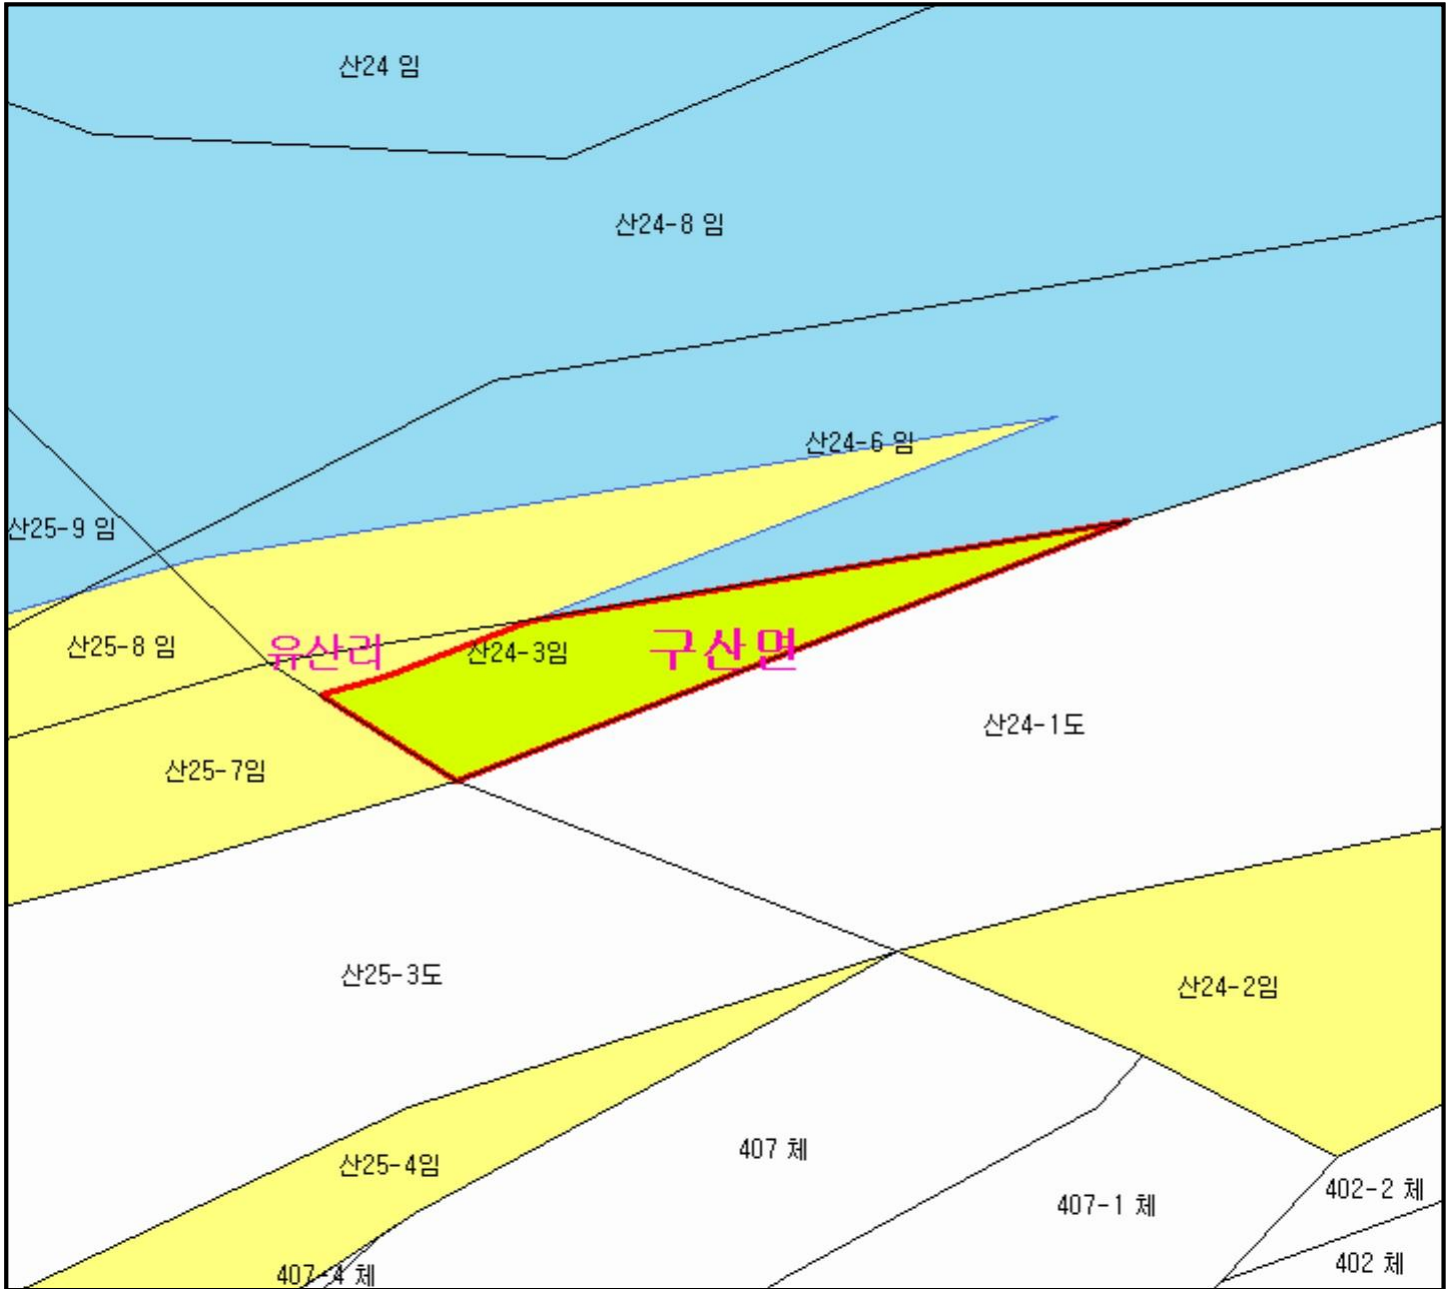 산24 임
산24-8 임
산24-6 임
산25-9 임
산25-8 임
유산리
산24-3임
구산면
산24-1도
산25-7임
산25-3도
산24-2임
407 체
산25-4임
402-2 체
407-1 체
402 체
407-4 체